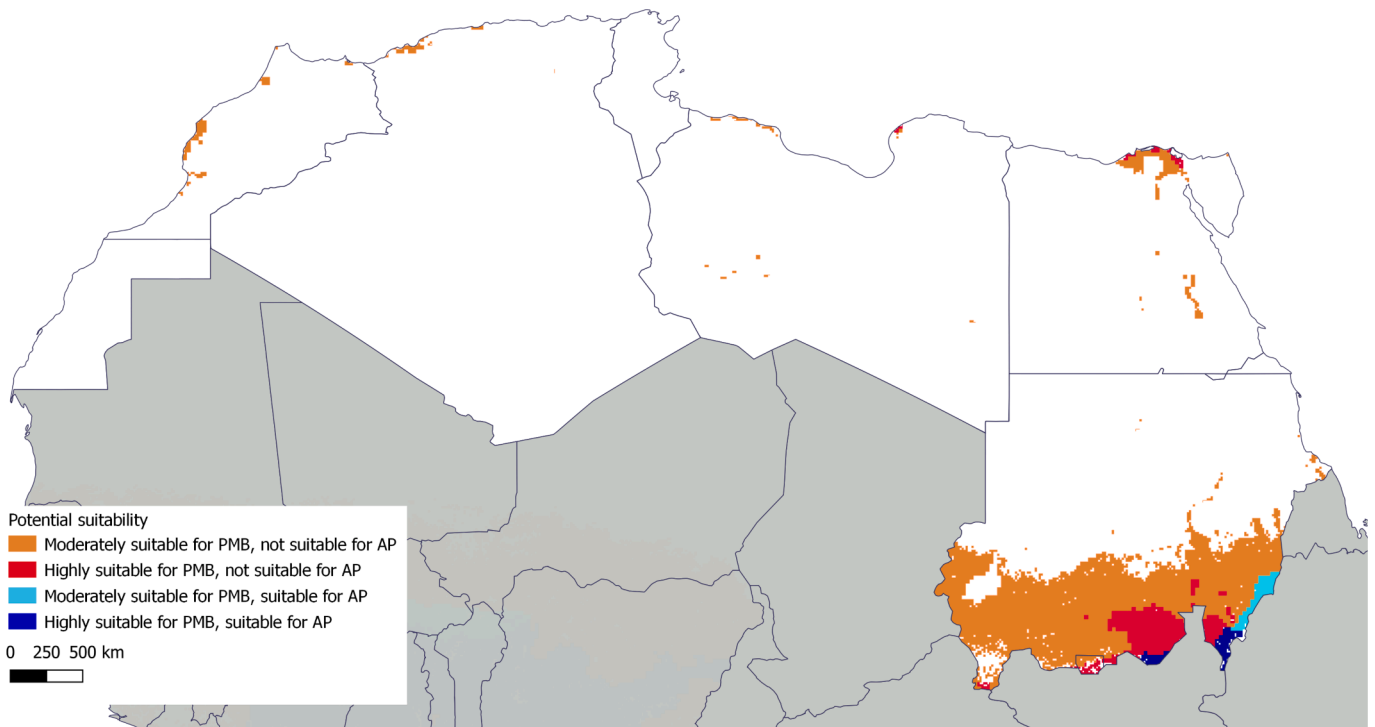 Potential suitability
Moderately suitable for PMB, not suitable for AP
Highly suitable for PMB, not suitable for AP
Moderately suitable for PMB, suitable for AP
Highly suitable for PMB, suitable for AP
0 250 500 km